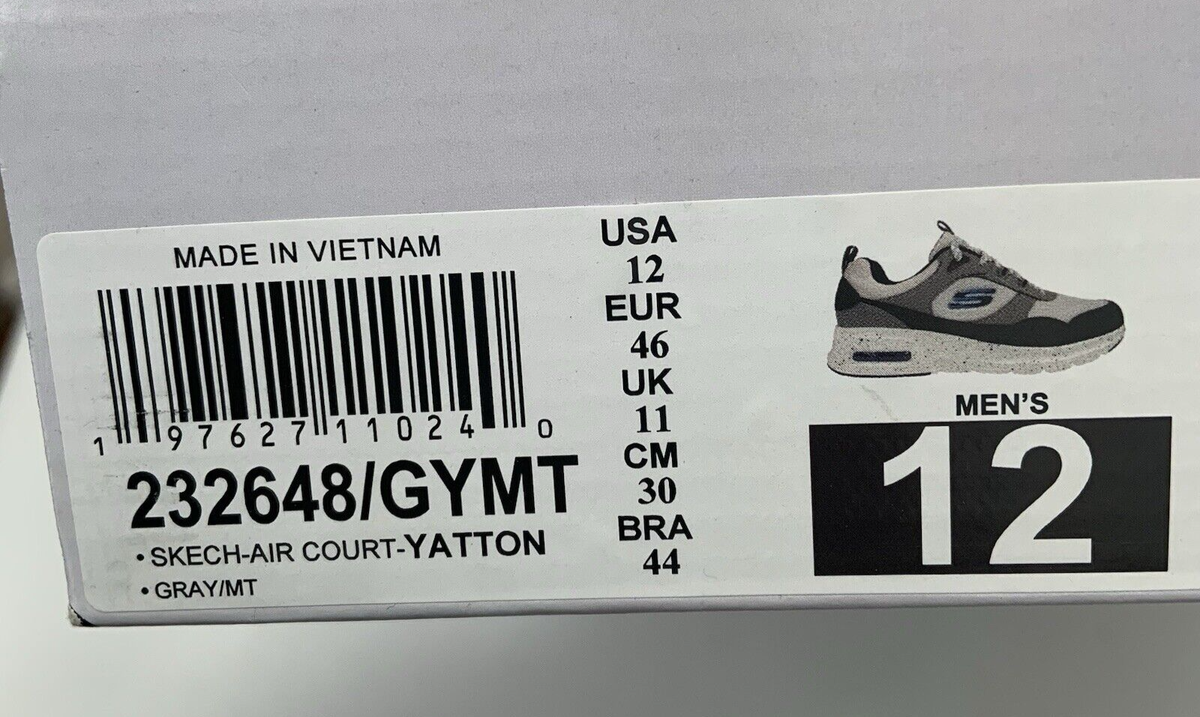 MADE IN VIETNAM
1 97627 11024 0
232648/GYMT
•SKECH-AIR COURT-YATTON
•GRAY/MT
USA
12
EUR
46
UK
11
CM
30
BRA
44
S
MEN'S
12